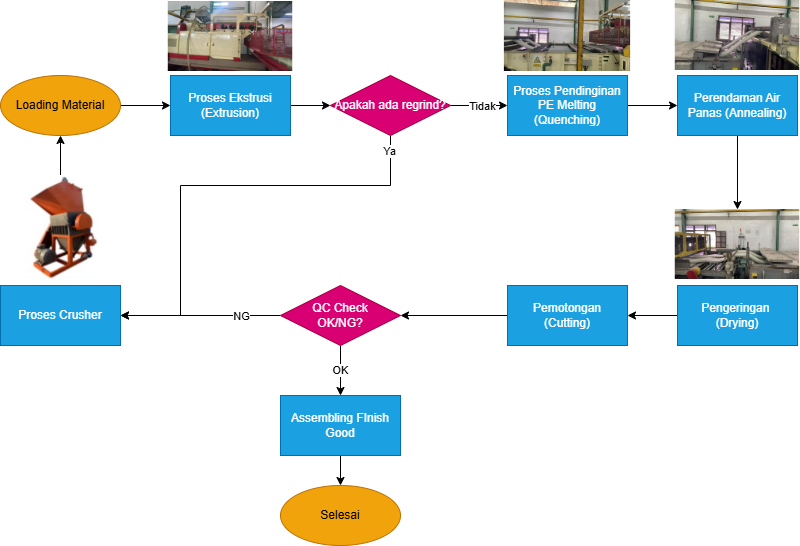 Loading Material
Proses Ekstrusi
(Extrusion)
Apakah ada regrind?
Tidak
Proses Pendinginan
PE Melting
(Quenching)
Perendaman Air
Panas (Annealing)
Ya
Proses Crusher
NG
QC Check
OK/NG?
Pemotongan
(Cutting)
Pengeringan
(Drying)
OK
Assembling FInish
Good
Selesai